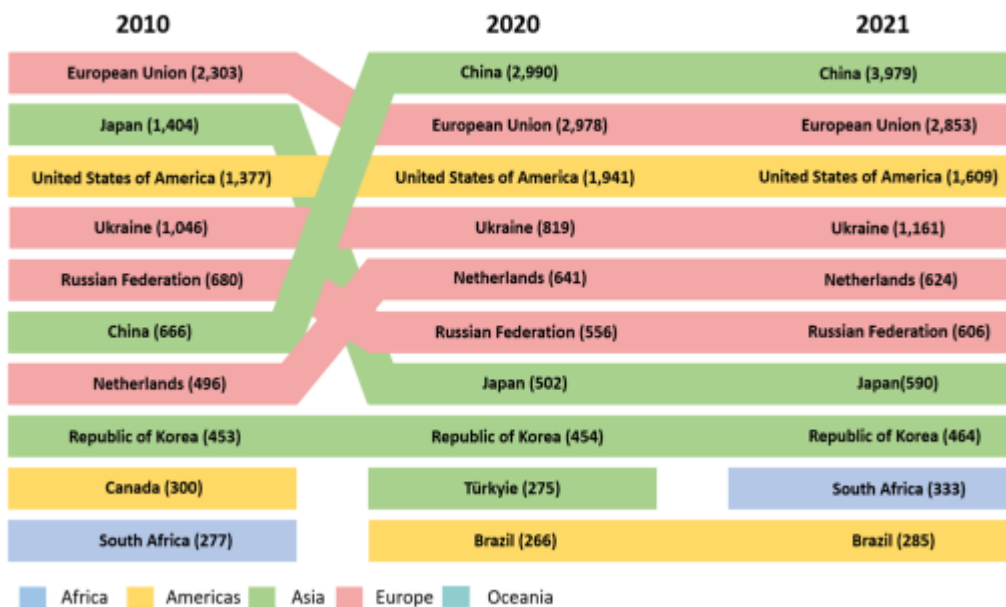 2010 2020 2021
European Union (2,303) China (2,990) China (3,979)
Japan (1,404) European Union (2,978) European Union (2,853)
United States of America (1,377) United States of America (1,941) United States of America (1,609)
Ukraine (1,046) Ukraine (819) Ukraine (1,161)
Russian Federation (680) Netherlands (641) Netherlands (624)
China (666) Russian Federation (556) Russian Federation (606)
Netherlands (496) Japan (502) Japan(590)
Republic of Korea (453) Republic of Korea (454) Republic of Korea (464)
Canada (300) Türkyie (275) South Africa (333)
South Africa (277) Brazil (266) Brazil (285)
Africa Americas Asia Europe Oceania